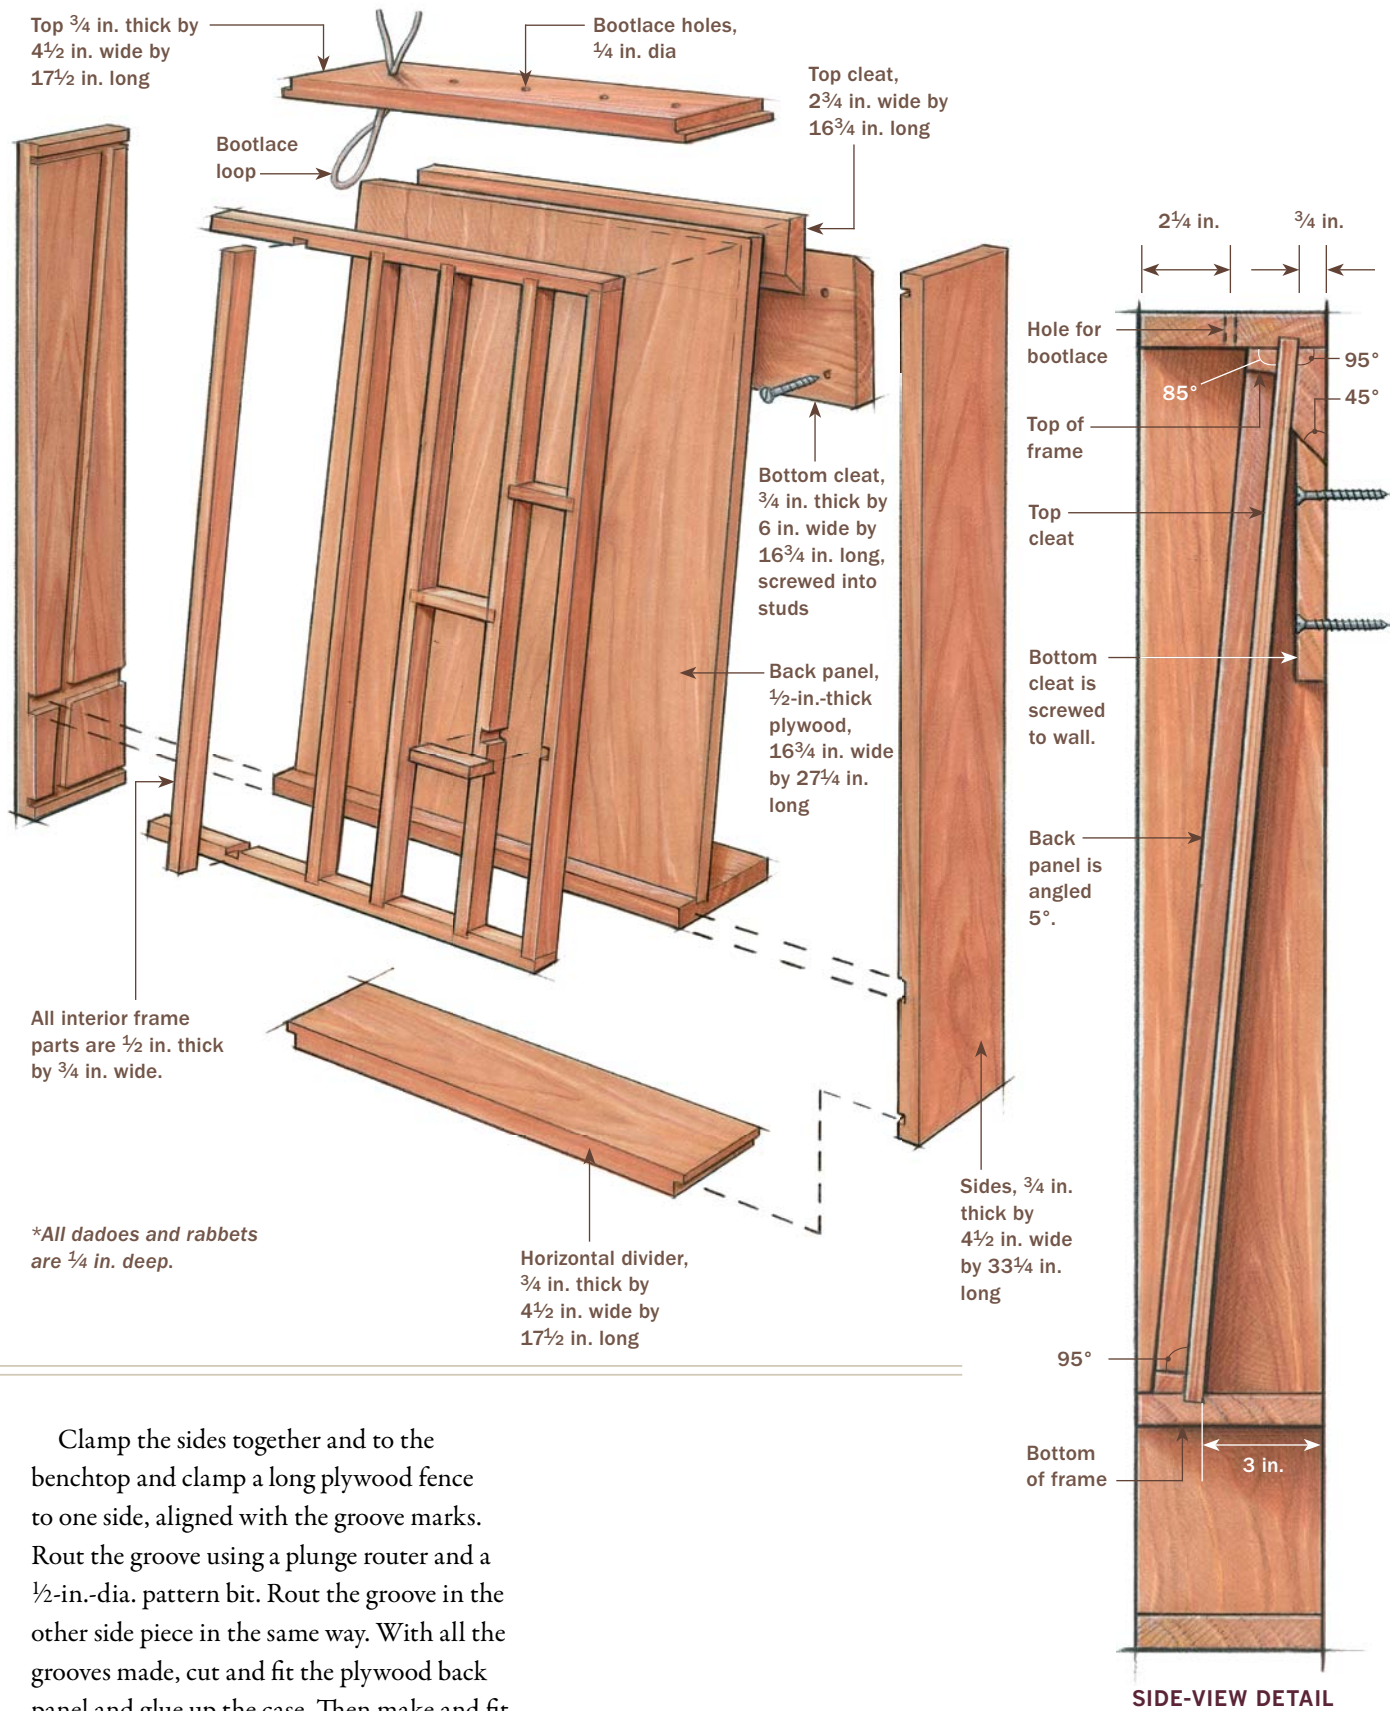 Top ¾ in. thick by
4½ in. wide by
17½ in. long
Bootlace holes,
¼ in. dia
Top cleat,
2¾ in. wide by
16¾ in. long
Bootlace
loop
Bottom cleat,
¾ in. thick by
6 in. wide by
16¾ in. long,
screwed into
studs
Back panel,
½-in.-thick
plywood,
16¾ in. wide
by 27¼ in.
long
All interior frame
parts are ½ in. thick
by ¾ in. wide.
Sides, ¾ in.
thick by
4½ in. wide
by 33¼ in.
long
*All dadoes and rabbets
are ¼ in. deep.
Horizontal divider,
¾ in. thick by
4½ in. wide by
17½ in. long
2¼ in.
¾ in.
Hole for
bootlace
95°
85°
45°
Top of
frame
Top
cleat
Bottom
cleat is
screwed
to wall.
Back
panel is
angled
5°.
95°
Bottom
of frame
3 in.
SIDE-VIEW DETAIL
Clamp the sides together and to the
benchtop and clamp a long plywood fence
to one side, aligned with the groove marks.
Rout the groove using a plunge router and a
½-in.-dia. pattern bit. Rout the groove in the
other side piece in the same way. With all the
grooves made, cut and fit the plywood back
panel and glue up the case. Then make and fit